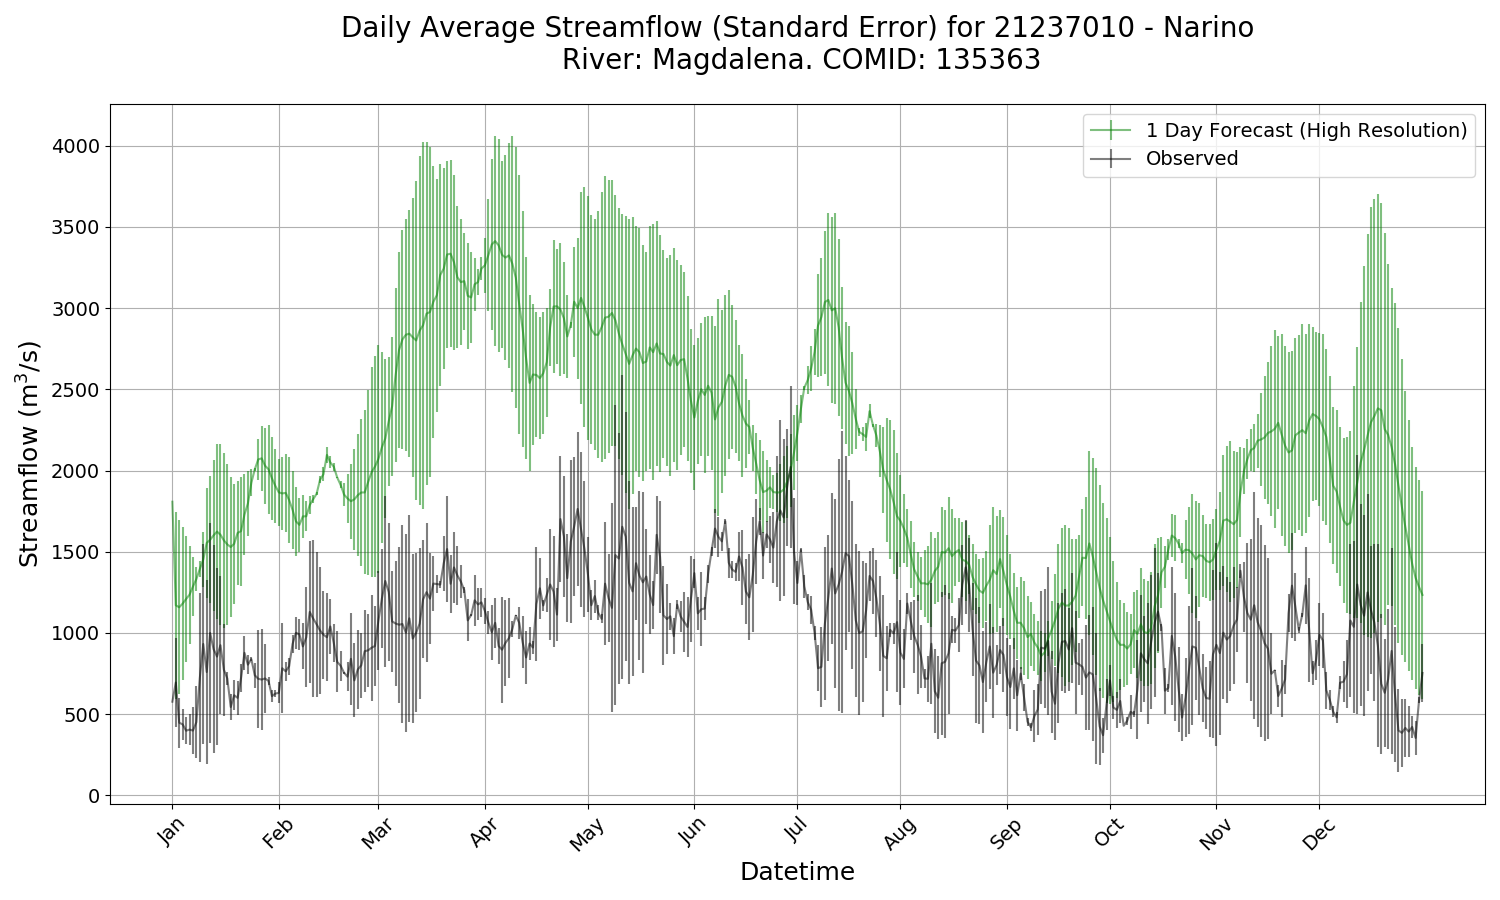 Daily Average Streamflow (Standard Error) for 21237010 - Narino
River: Magdalena. COMID: 135363
1 Day Forecast (High Resolution)
Observed
Streamflow (m³/s)
4000
3500
3000
2500
2000
1500
1000
500
0
Jan
Feb
Mar
Apr
May
Jun
Jul
Aug
Sep
Oct
Nov
Dec
Datetime